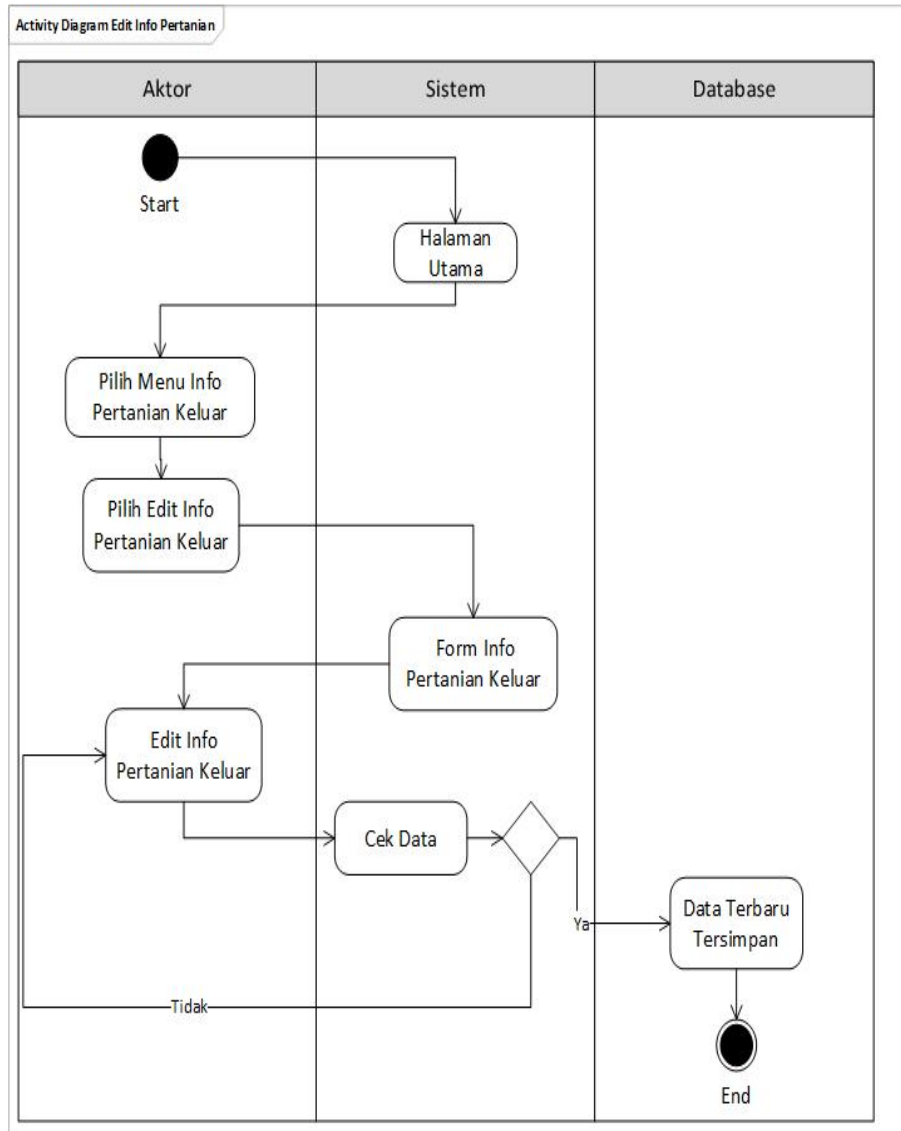 Activity Diagram Edit Info Pertanian
Aktor
Sistem
Database
Start
Halaman
Utama
Pilih Menu Info
Pertanian Keluar
Pilih Edit Info
Pertanian Keluar
Form Info
Pertanian Keluar
Edit Info
Pertanian Keluar
Cek Data
Ya
Data Terbaru
Tersimpan
Tidak
End